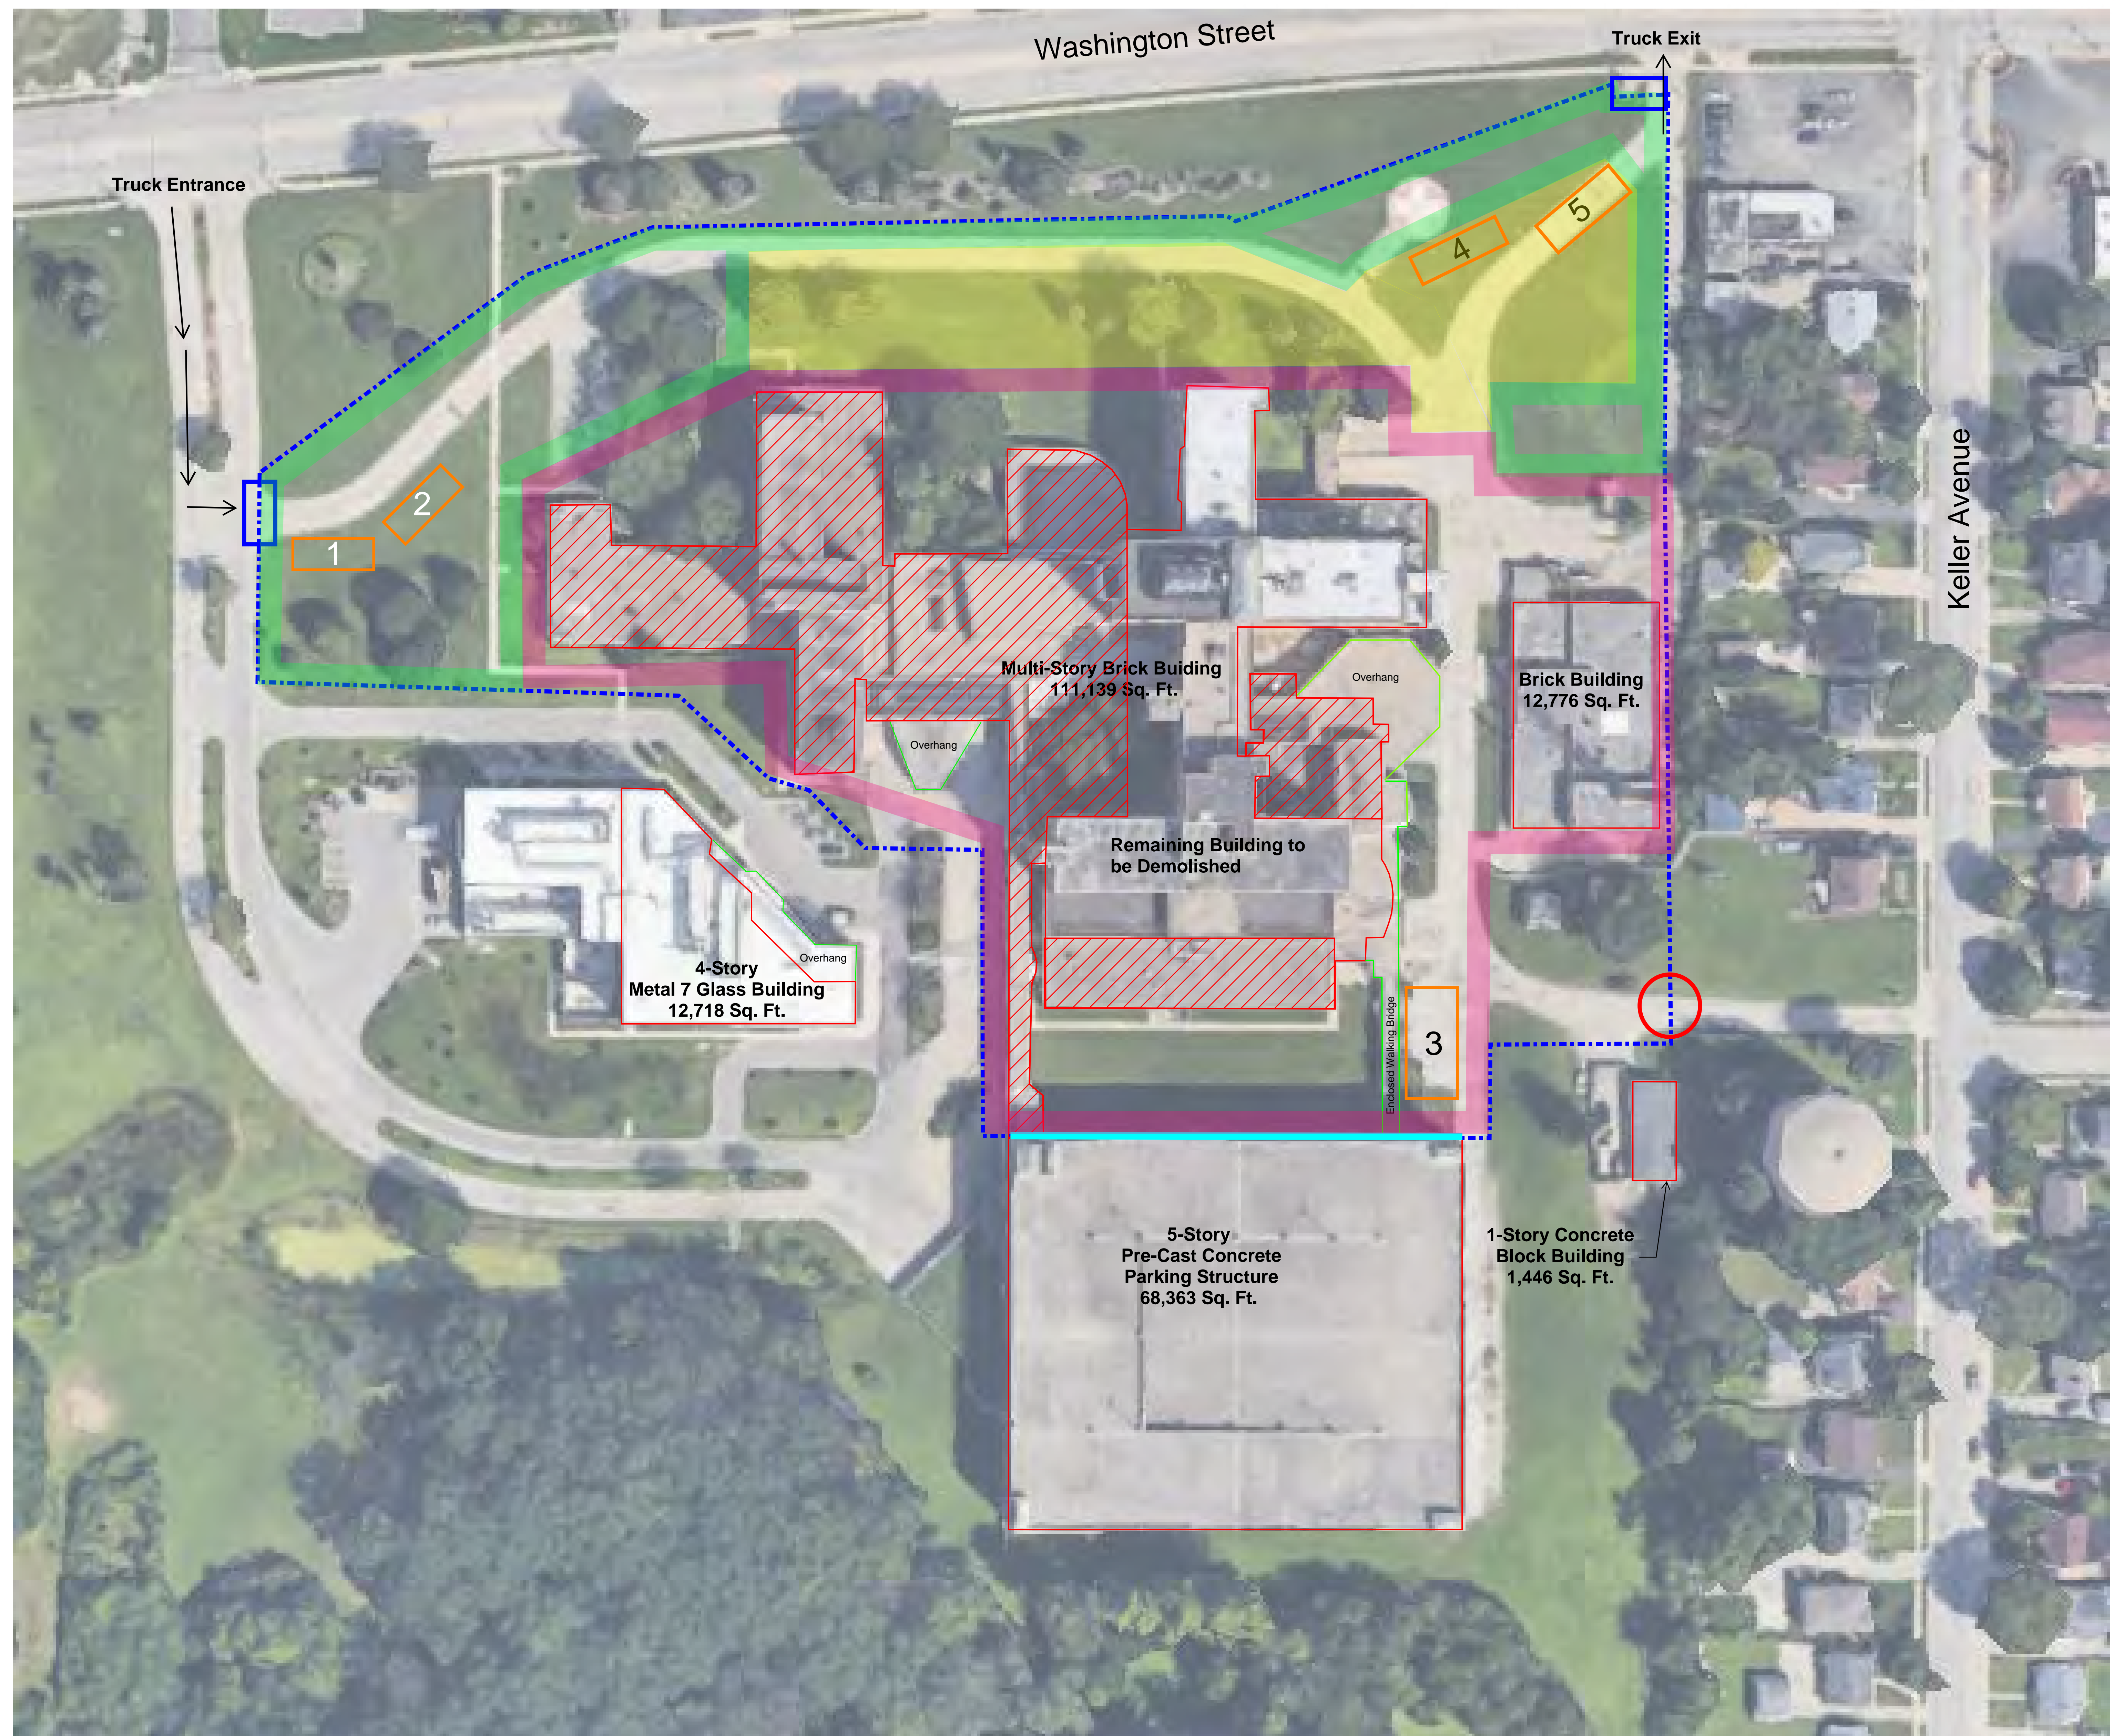 Washington Street
Truck Exit
Truck Entrance
5
4
2
1
Keller Avenue
Multi-Story Brick Buiding
111,139 Sq. Ft.
Overhang
Brick Building
12,776 Sq. Ft.
Overhang
Remaining Building to
be Demolished
Overhang
4-Story
Metal 7 Glass Building
12,718 Sq. Ft.
Enclosed Walking Bridge
3
5-Story
Pre-Cast Concrete
Parking Structure
68,363 Sq. Ft.
1-Story Concrete
Block Building
1,446 Sq. Ft.